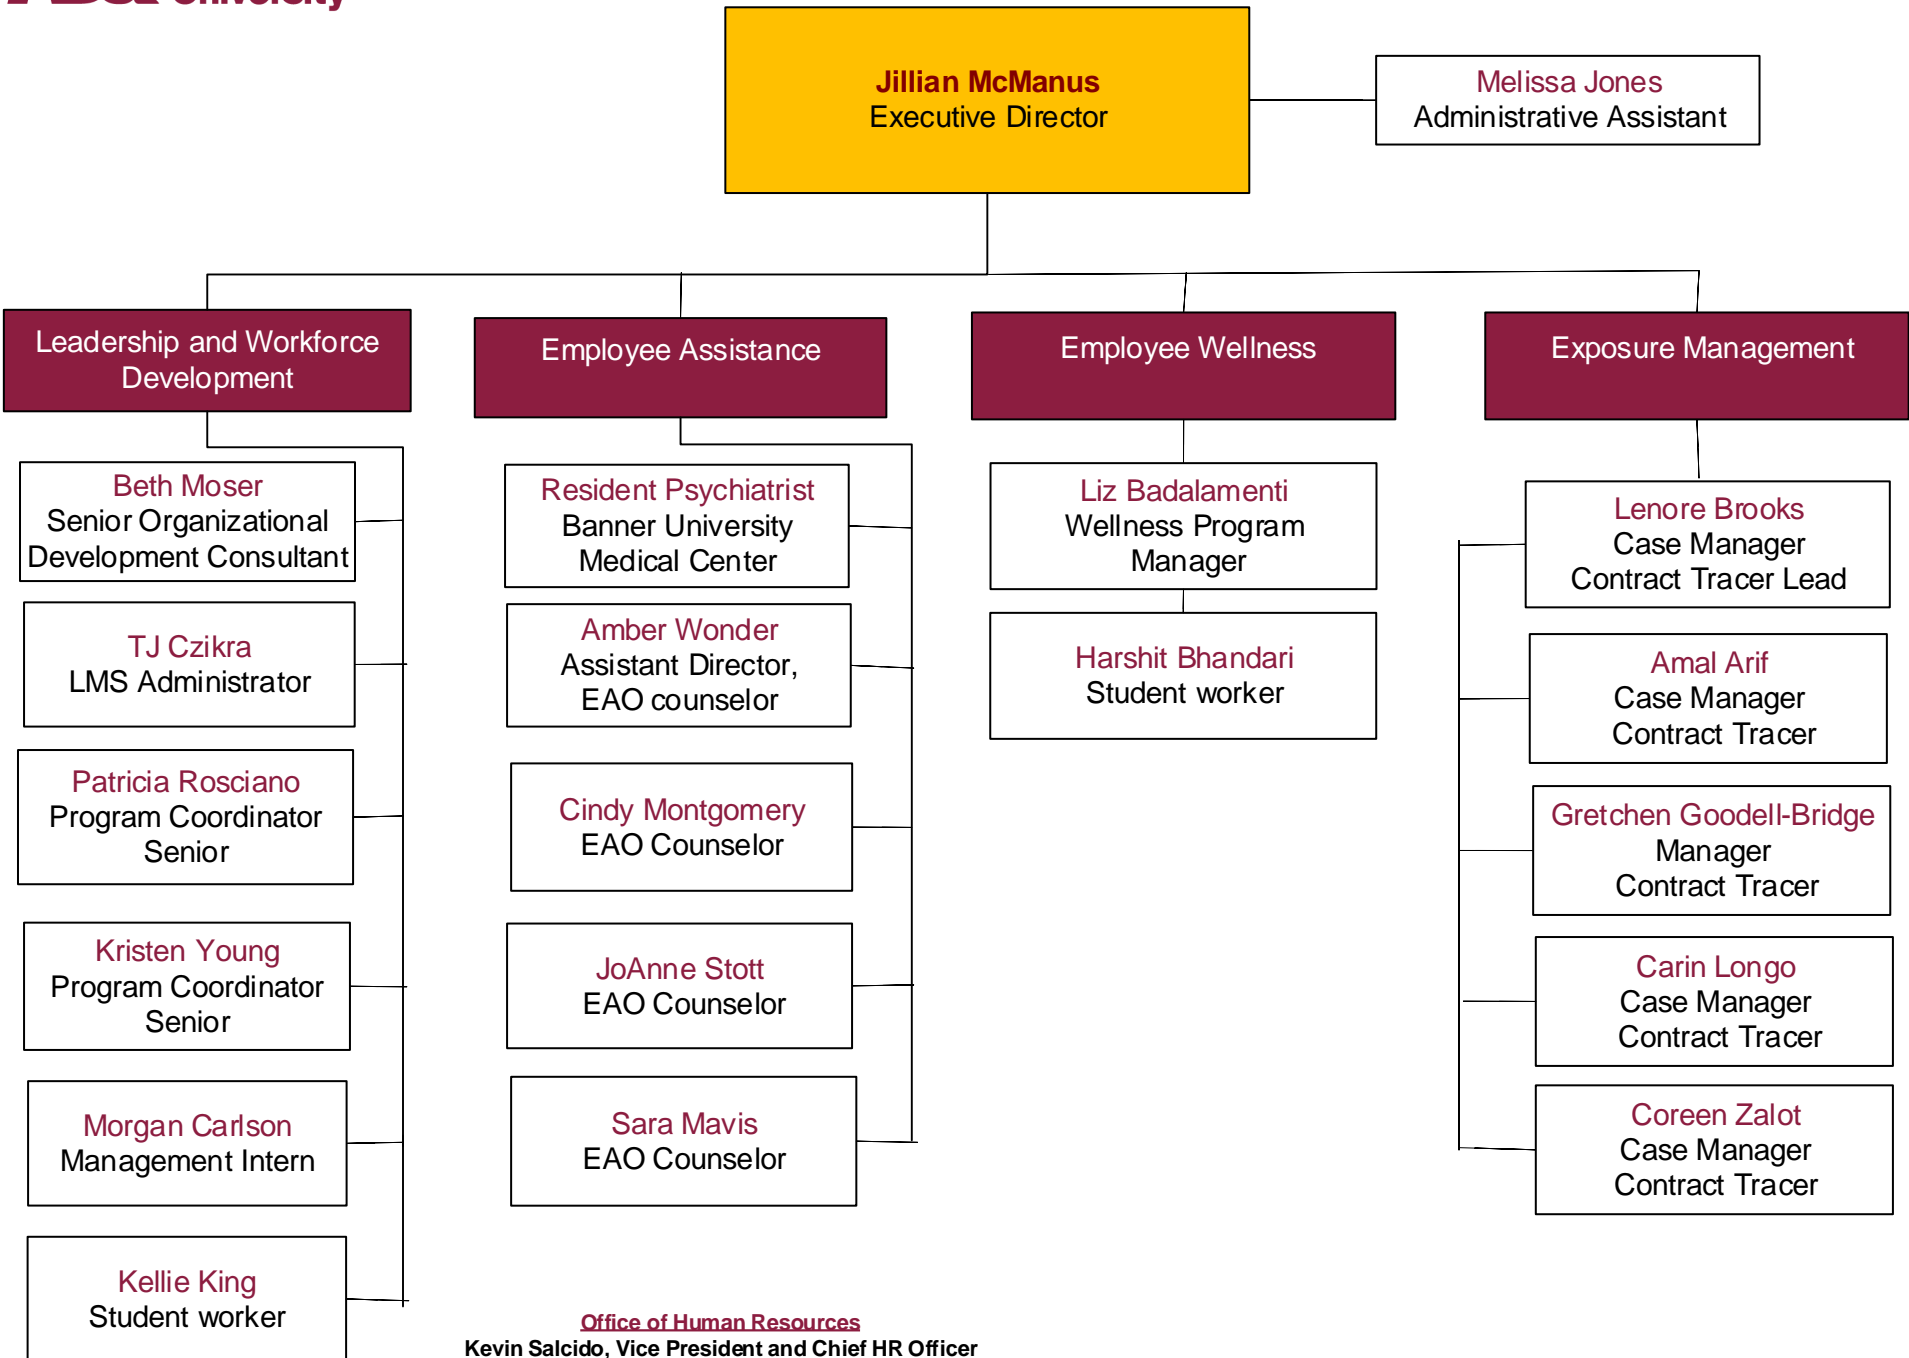 University
Jillian McManus
Executive Director
Melissa Jones
Administrative Assistant
Leadership and Workforce
Development
Employee Assistance
Employee Wellness
Exposure Management
Beth Moser
Senior Organizational
Development Consultant
TJ Czikra
LMS Administrator
Patricia Rosciano
Program Coordinator
Senior
Kristen Young
Program Coordinator
Senior
Morgan Carlson
Management Intern
Kellie King
Student worker
Resident Psychiatrist
Banner University
Medical Center
Amber Wonder
Assistant Director,
EAO counselor
Cindy Montgomery
EAO Counselor
JoAnne Stott
EAO Counselor
Sara Mavis
EAO Counselor
Liz Badalamenti
Wellness Program
Manager
Harshit Bhandari
Student worker
Lenore Brooks
Case Manager
Contract Tracer Lead
Amal Arif
Case Manager
Contract Tracer
Gretchen Goodell-Bridge
Manager
Contract Tracer
Carin Longo
Case Manager
Contract Tracer
Coreen Zalot
Case Manager
Contract Tracer
Office of Human Resources
Kevin Salcido, Vice President and Chief HR Officer